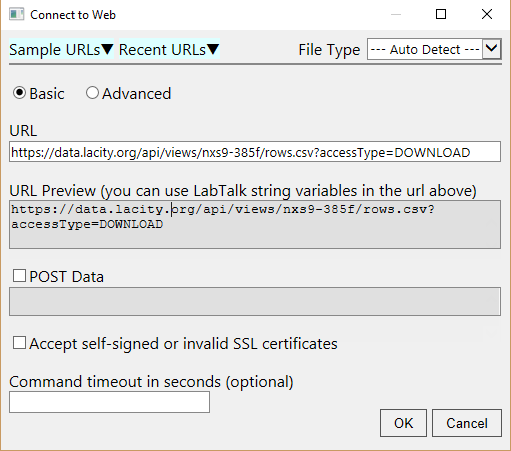 Connect to Web
Sample URLs▼ Recent URLs▼ File Type --- Auto Detect ---
Basic Advanced
URL
https://data.lacity.org/api/views/nxs9-385f/rows.csv?accessType=DOWNLOAD
URL Preview (you can use LabTalk string variables in the url above)
https://data.lacity.org/api/views/nxs9-385f/rows.csv?
accessType=DOWNLOAD
POST Data
Accept self-signed or invalid SSL certificates
Command timeout in seconds (optional)
OK Cancel